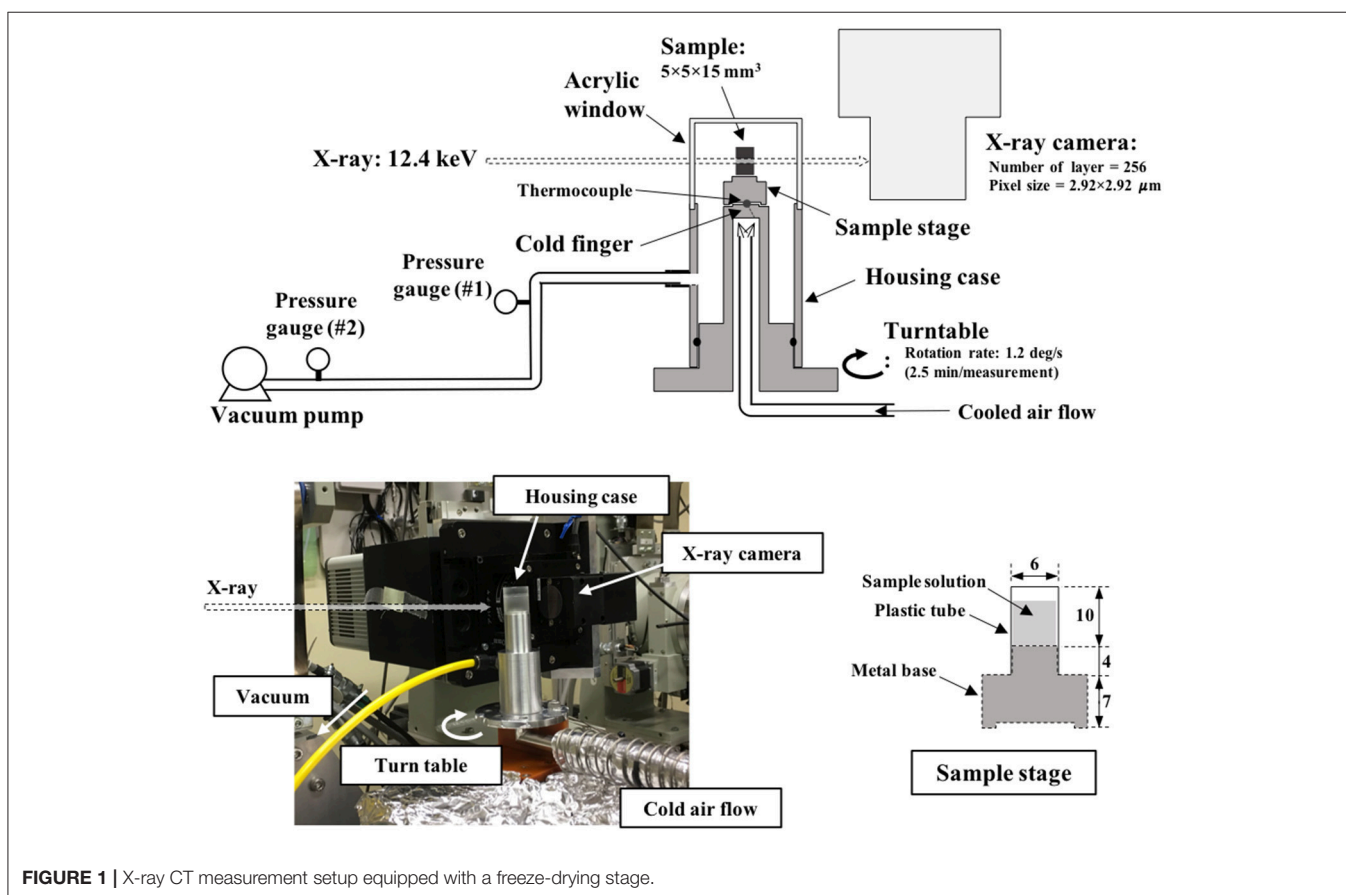 Sample:
5×5×15 mm³
Acrylic
window
X-ray: 12.4 keV
X-ray camera:
Number of layer = 256
Pixel size = 2.92×2.92 μm
Thermocouple
Sample stage
Cold finger
Pressure
gauge (#1)
Housing case
Pressure
gauge (#2)
Turntable
: Rotation rate: 1.2 deg/s
(2.5 min/measurement)
Vacuum pump
Cooled air flow
Housing case
X-ray camera
X-ray
Vacuum
Turn table
Cold air flow
6
Sample solution
Plastic tube
10
4
Metal base
7
Sample stage
FIGURE 1 | X-ray CT measurement setup equipped with a freeze-drying stage.